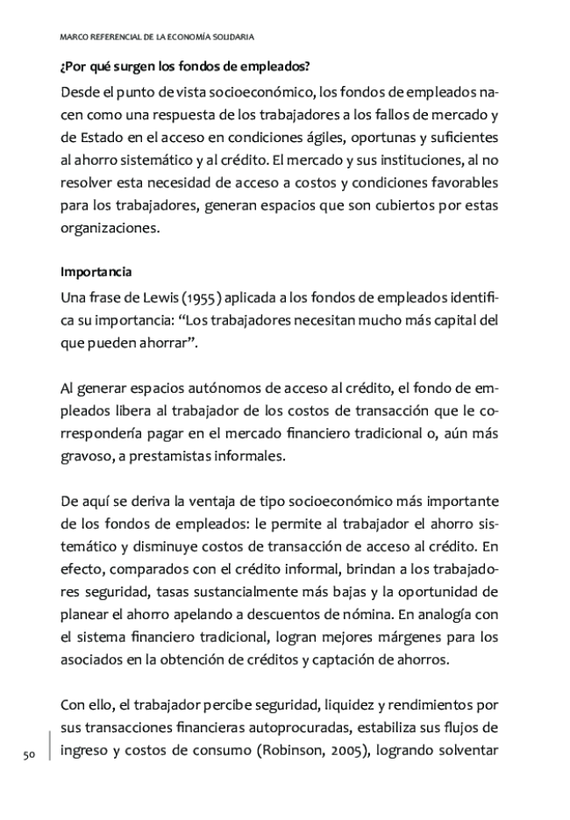 MARCO REFERENCIAL DE LA ECONOMÍA SOLIDARIA
¿Por qué surgen los fondos de empleados?
Desde el punto de vista socioeconómico, los fondos de empleados na-
cen como una respuesta de los trabajadores a los fallos de mercado y
de Estado en el acceso en condiciones ágiles, oportunas y suficientes
al ahorro sistemático y al crédito. El mercado y sus instituciones, al no
resolver esta necesidad de acceso a costos y condiciones favorables
para los trabajadores, generan espacios que son cubiertos por estas
organizaciones.
Importancia
Una frase de Lewis (1955) aplicada a los fondos de empleados identifi-
ca su importancia: “Los trabajadores necesitan mucho más capital del
que pueden ahorrar”.
Al generar espacios autónomos de acceso al crédito, el fondo de em-
pleados libera al trabajador de los costos de transacción que le co-
rrespondería pagar en el mercado financiero tradicional o, aún más
gravoso, a prestamistas informales.
De aquí se deriva la ventaja de tipo socioeconómico más importante
de los fondos de empleados: le permite al trabajador el ahorro sis-
temático y disminuye costos de transacción de acceso al crédito. En
efecto, comparados con el crédito informal, brindan a los trabajado-
res seguridad, tasas sustancialmente más bajas y la oportunidad de
planear el ahorro apelando a descuentos de nómina. En analogía con
el sistema financiero tradicional, logran mejores márgenes para los
asociados en la obtención de créditos y captación de ahorros.
Con ello, el trabajador percibe seguridad, liquidez y rendimientos por
sus transacciones financieras autoprocuradas, estabiliza sus flujos de
ingreso y costos de consumo (Robinson, 2005), logrando solventar
50